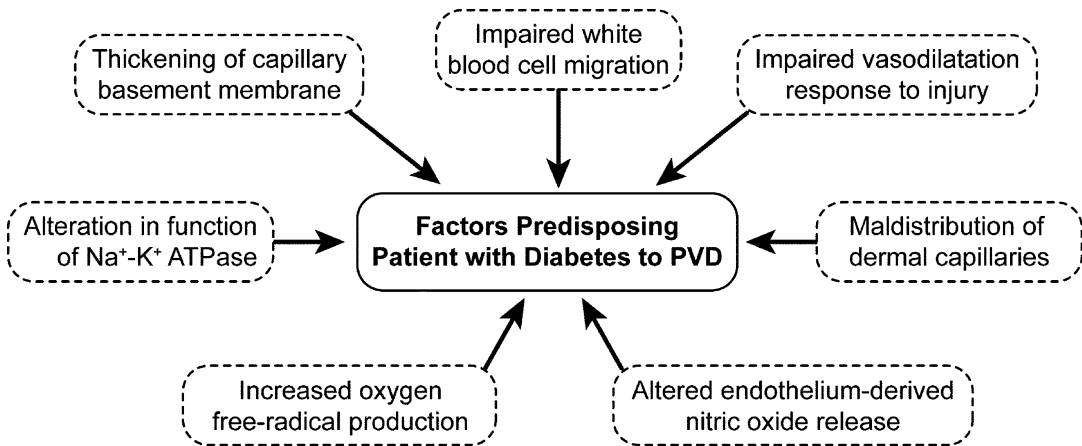 Impaired white
blood cell migration
Thickening of capillary
basement membrane
Impaired vasodilatation
response to injury
Alteration in function
of Na⁺-K⁺ ATPase
Factors Predisposing
Patient with Diabetes to PVD
Maldistribution of
dermal capillaries
Increased oxygen
free-radical production
Altered endothelium-derived
nitric oxide release